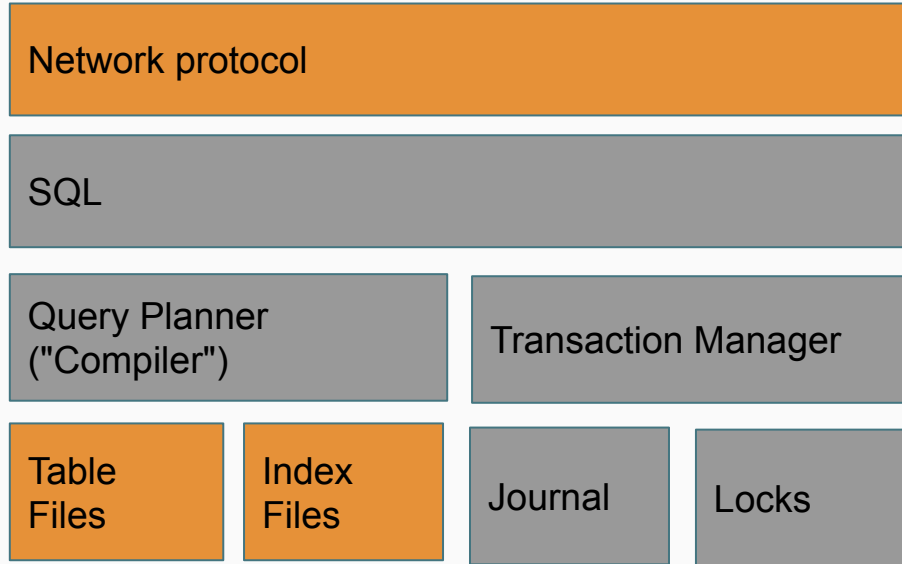 Network protocol
SQL
Query Planner
("Compiler")
Transaction Manager
Table
Files
Index
Files
Journal
Locks